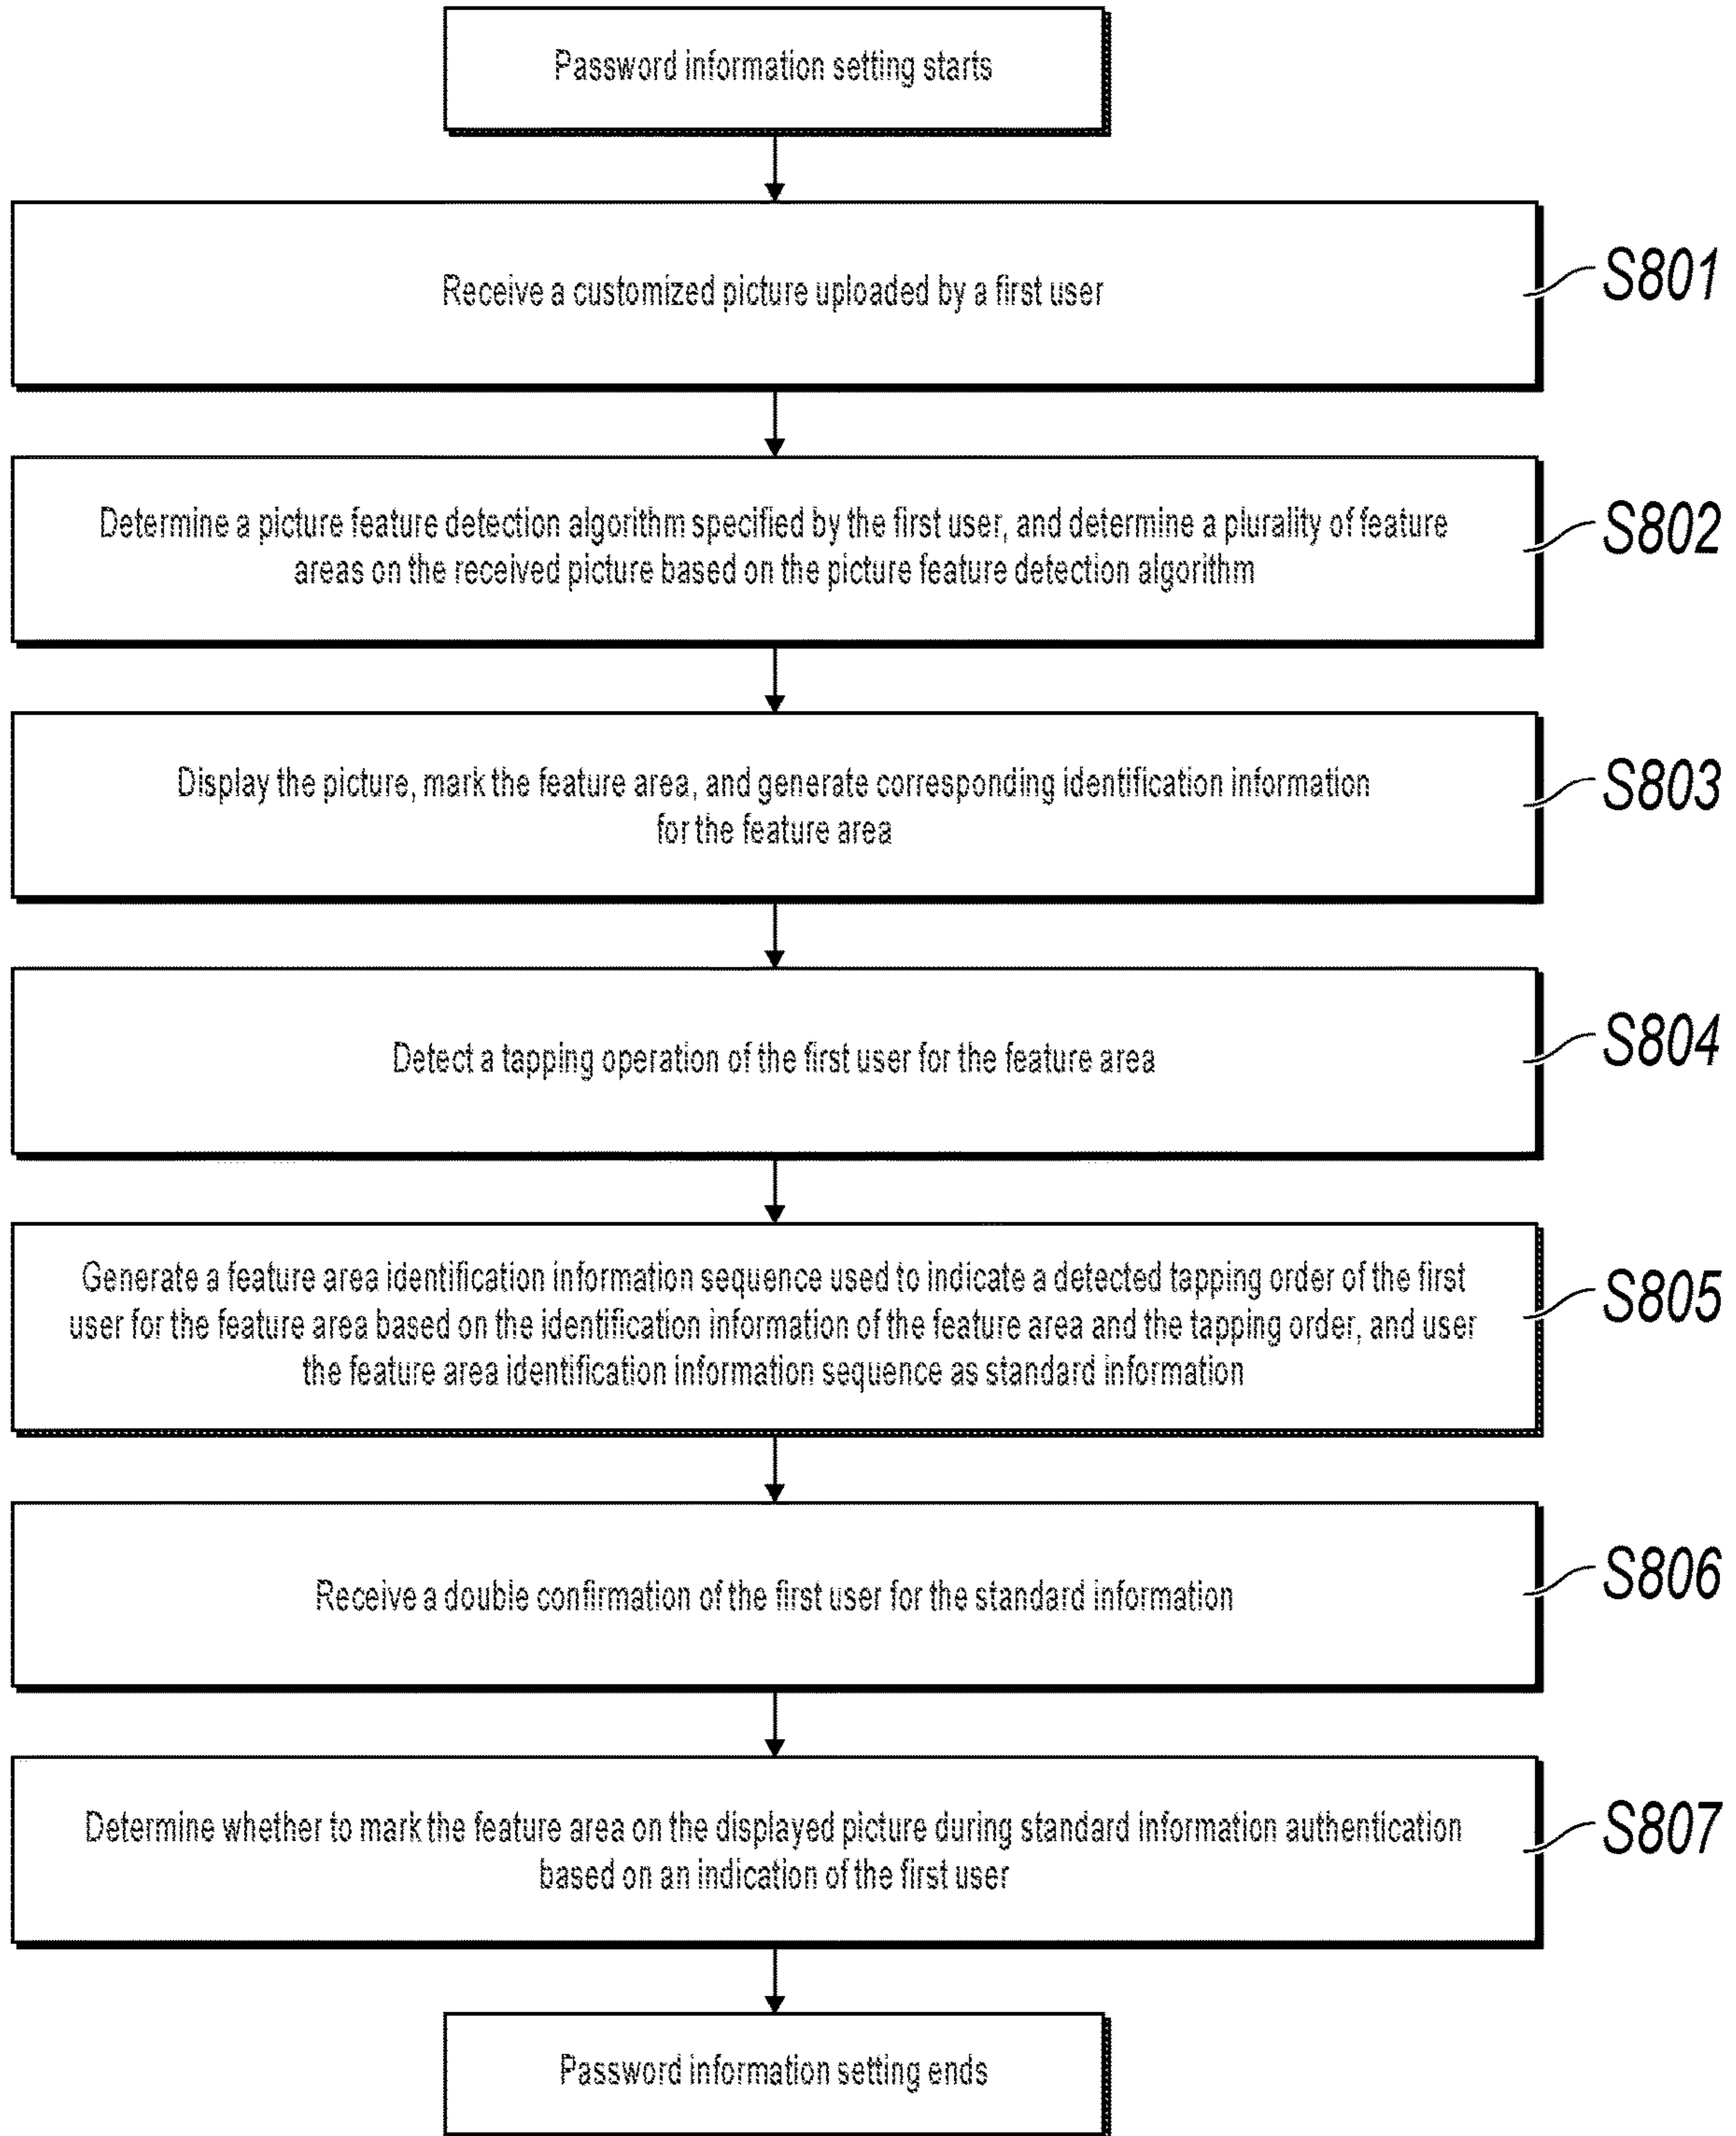 Password information setting starts
Receive a customized picture uploaded by a first user
S801
Determine a picture feature detection algorithm specified by the first user, and determine a plurality of feature
areas on the received picture based on the picture feature detection algorithm
S802
Display the picture, mark the feature area, and generate corresponding identification information
for the feature area
S803
Detect a tapping operation of the first user for the feature area
S804
Generate a feature area identification information sequence used to indicate a detected tapping order of the first
user for the feature area based on the identification information of the feature area and the tapping order, and user
the feature area identification information sequence as standard information
S805
Receive a double confirmation of the first user for the standard information
S806
Determine whether to mark the feature area on the displayed picture during standard information authentication
based on an indication of the first user
S807
Password information setting ends